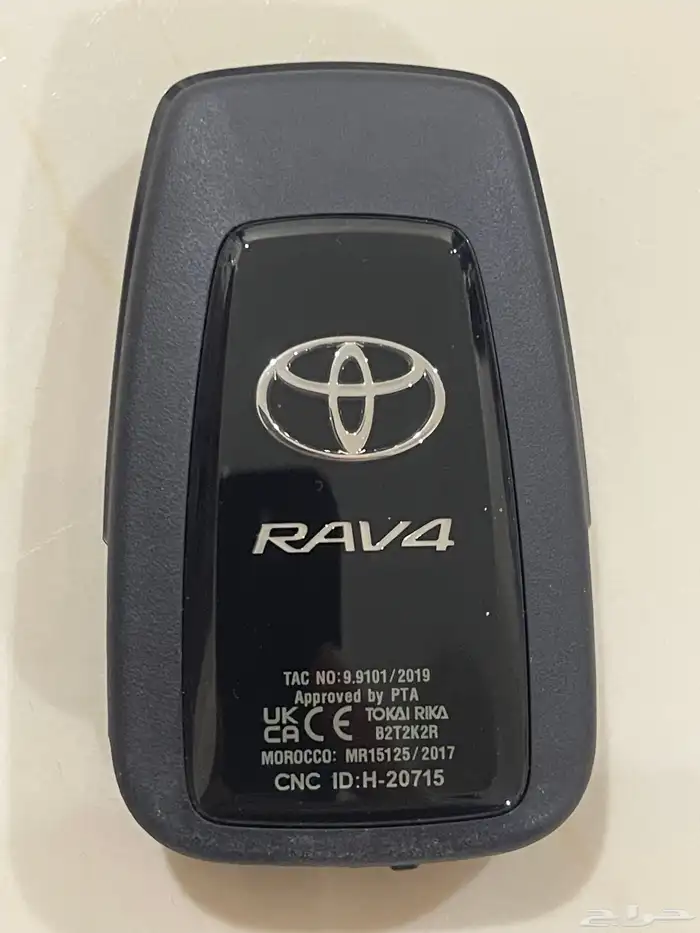 RAV4
TAC NO:9.9101/2019
Approved by PTA
UK CA CE TOKAI RIKA
B2T2K2R
MOROCCO: MR15125/2017
CNC ID:H-20715
حراج